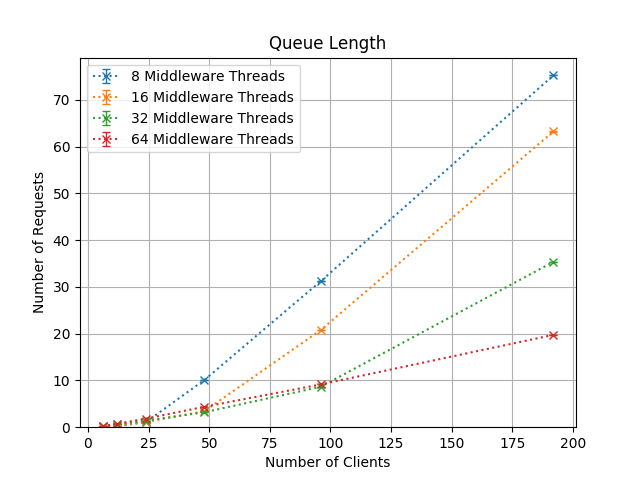 Queue Length
8 Middleware Threads
16 Middleware Threads
32 Middleware Threads
64 Middleware Threads
Number of Requests
70
60
50
40
30
20
10
0
0 25 50 75 100 125 150 175 200
Number of Clients